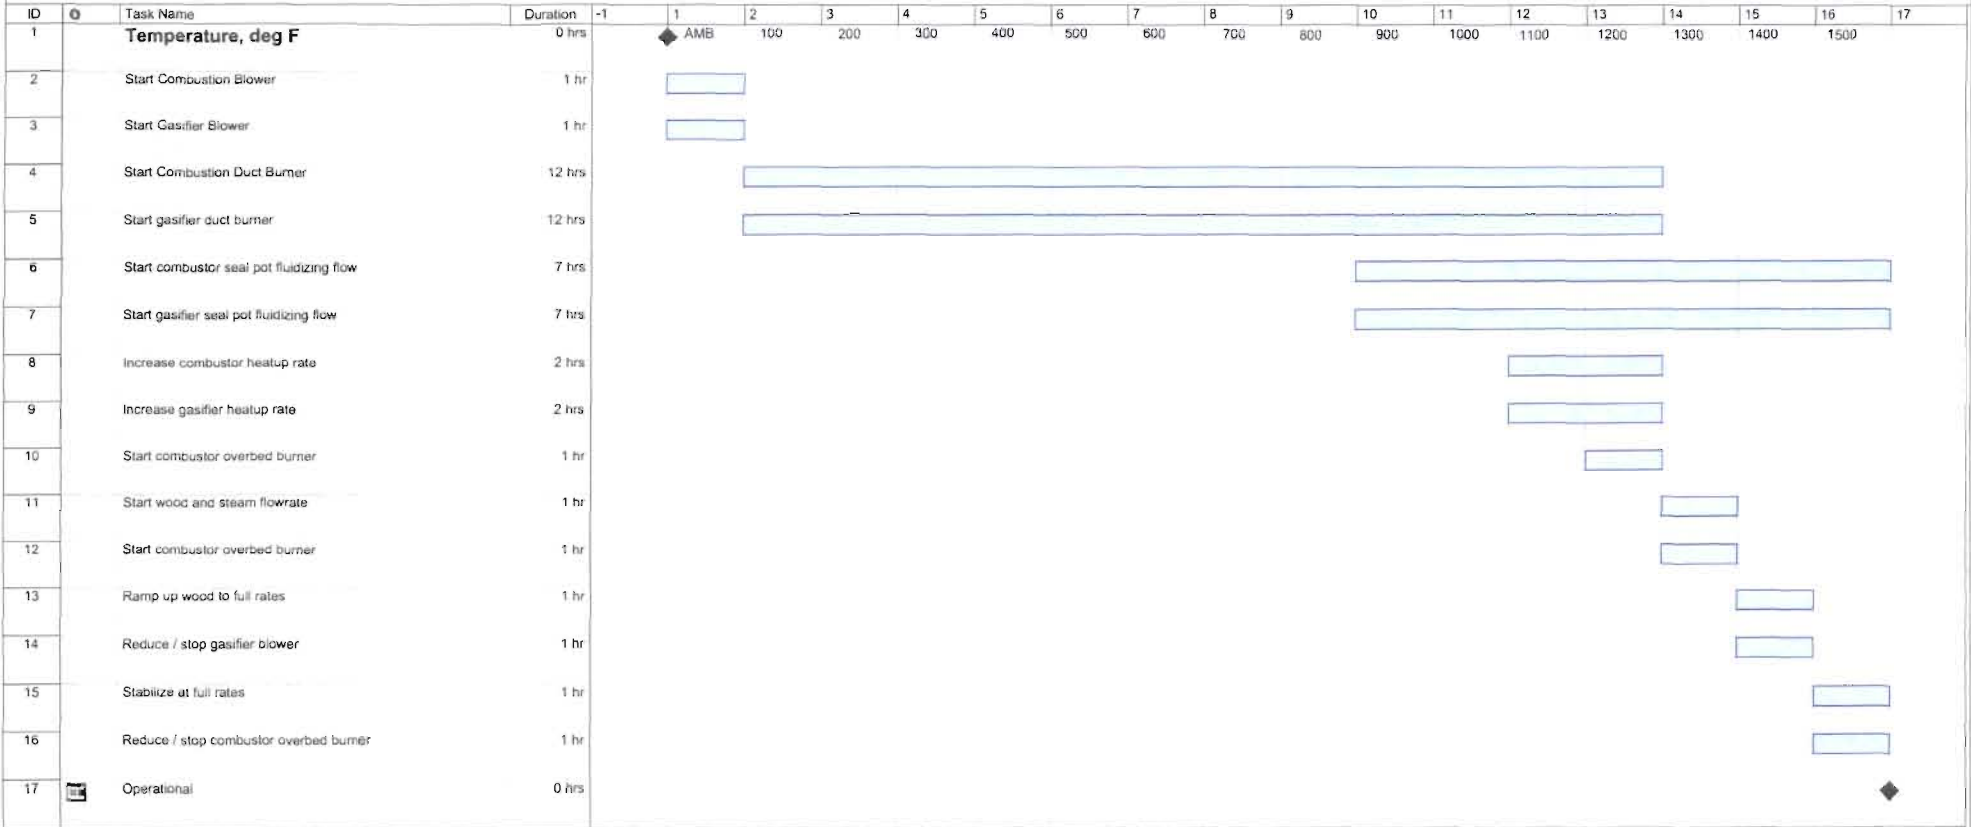 ID Task Name Duration -1 1 2 3 4 5 6 7 8 9 10 11 12 13 14 15 16 17
1 Temperature, deg F 0 hrs AMB 100 200 300 400 500 600 700 800 900 1000 1100 1200 1300 1400 1500
2 Start Combustion Blower 1 hr
3 Start Gasifier Blower 1 hr
4 Start Combustion Duct Burner 12 hrs
5 Start gasifier duct burner 12 hrs
6 Start combustor seal pot fluidizing flow 7 hrs
7 Start gasifier seal pot fluidizing flow 7 hrs
8 Increase combustor heatup rate 2 hrs
9 Increase gasifier heatup rate 2 hrs
10 Start combustor overbed burner 1 hr
11 Start wood and steam flowrate 1 hr
12 Start combustor overbed burner 1 hr
13 Ramp up wood to full rates 1 hr
14 Reduce / stop gasifier blower 1 hr
15 Stabilize at full rates 1 hr
16 Reduce / stop combustor overbed burner 1 hr
17 Operational 0 hrs